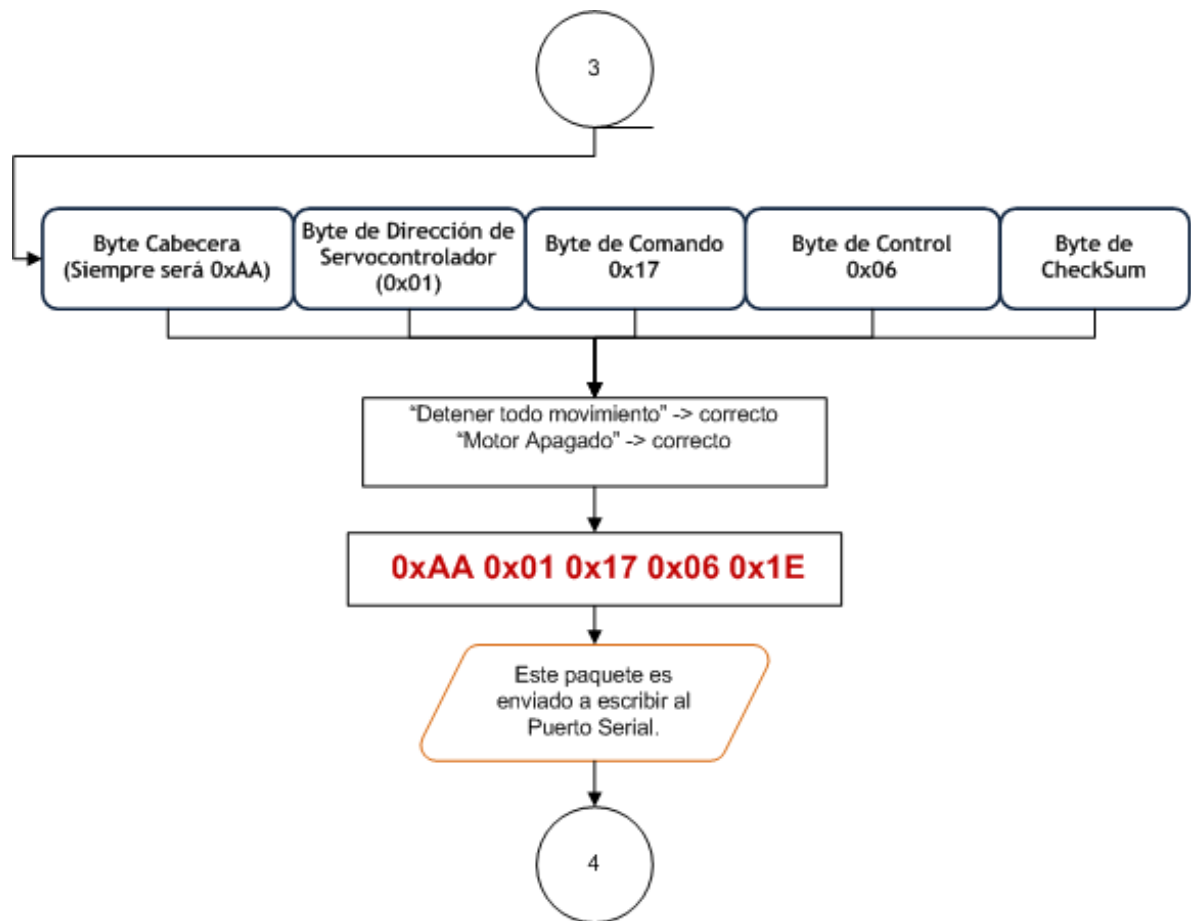 3
Byte Cabecera
(Siempre será 0xAA)
Byte de Dirección de
Servocontrolador
(0x01)
Byte de Comando
0x17
Byte de Control
0x06
Byte de
CheckSum
“Detener todo movimiento” -> correcto
“Motor Apagado” -> correcto
0xAA 0x01 0x17 0x06 0x1E
Este paquete es
enviado a escribir al
Puerto Serial.
4